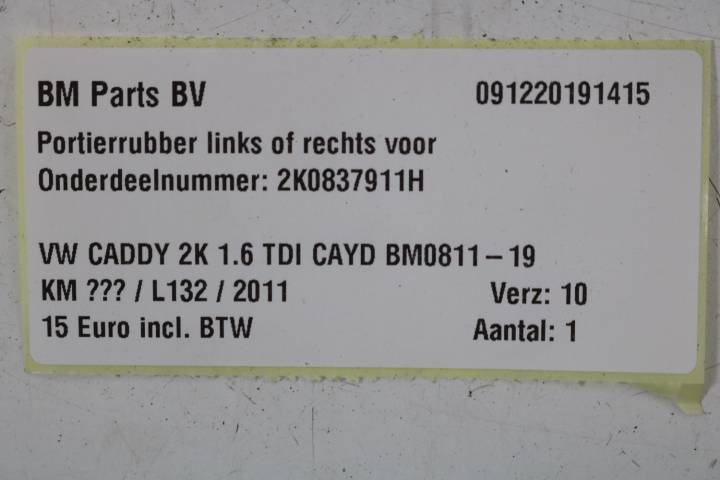 BM Parts BV 091220191415
Portierrubber links of rechts voor
Onderdeelnummer: 2K0837911H
VW CADDY 2K 1.6 TDI CAYD BM0811-19
KM ??? / L132 / 2011 Verz: 10
15 Euro incl. BTW Aantal: 1